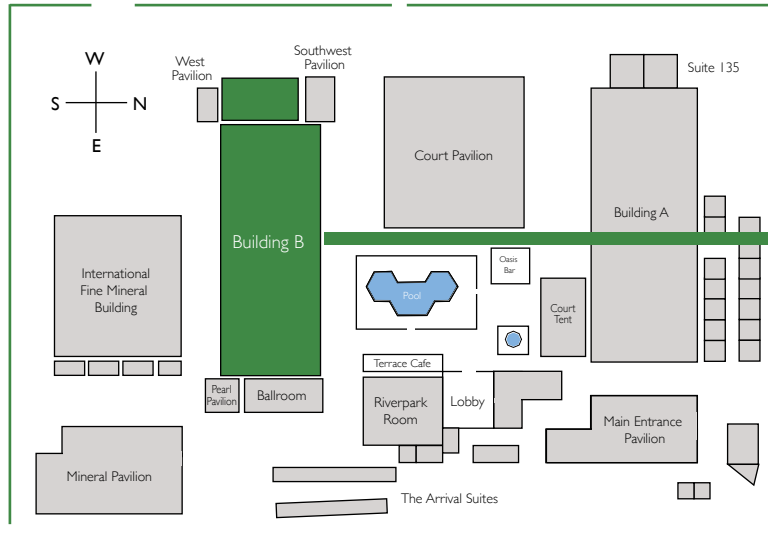 W
S
N
E
West
Pavilion
Southwest
Pavilion
Suite 135
Court Pavilion
Building A
Building B
International
Fine Mineral
Building
Oasis
Bar
Pool
Court
Tent
Terrace Cafe
Pearl
Pavilion
Ballroom
Riverpark
Room
Lobby
Main Entrance
Pavilion
Mineral Pavilion
The Arrival Suites